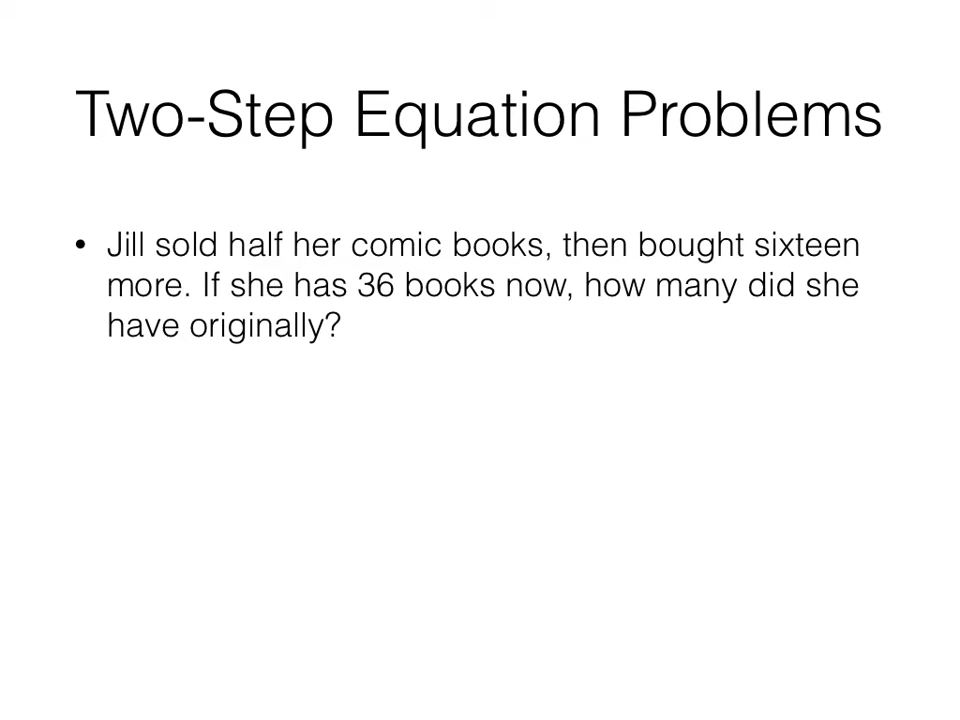 Two-Step Equation Problems
• Jill sold half her comic books, then bought sixteen
more. If she has 36 books now, how many did she
have originally?